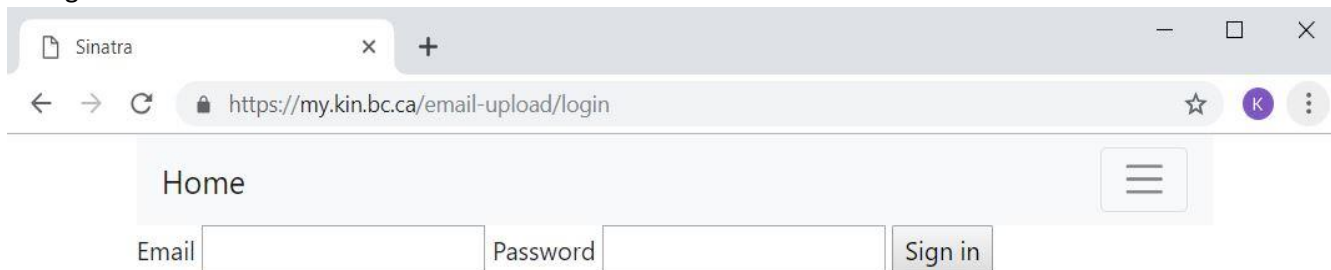 Sinatra
https://my.kin.bc.ca/email-upload/login
K
Home
Email Password Sign in